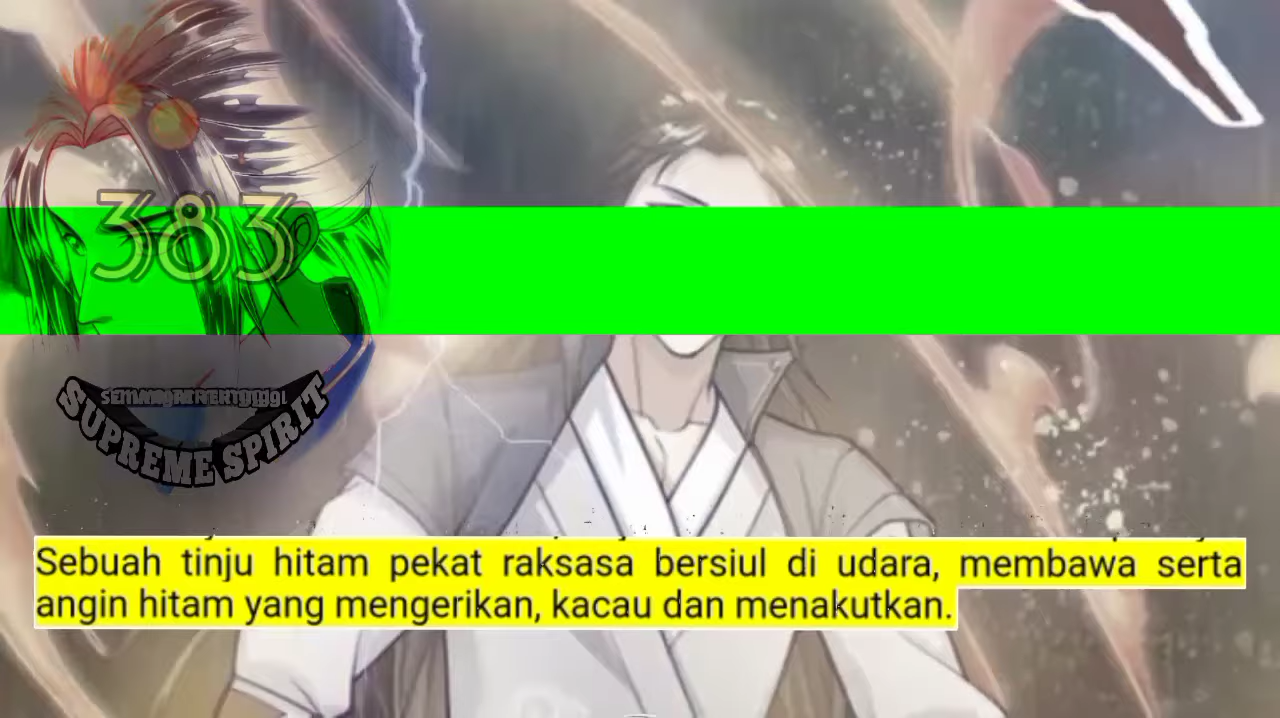 383
SUPREME SPIRIT
Sebuah tinju hitam pekat raksasa bersiul di udara, membawa serta
angin hitam yang mengerikan, kacau dan menakutkan.